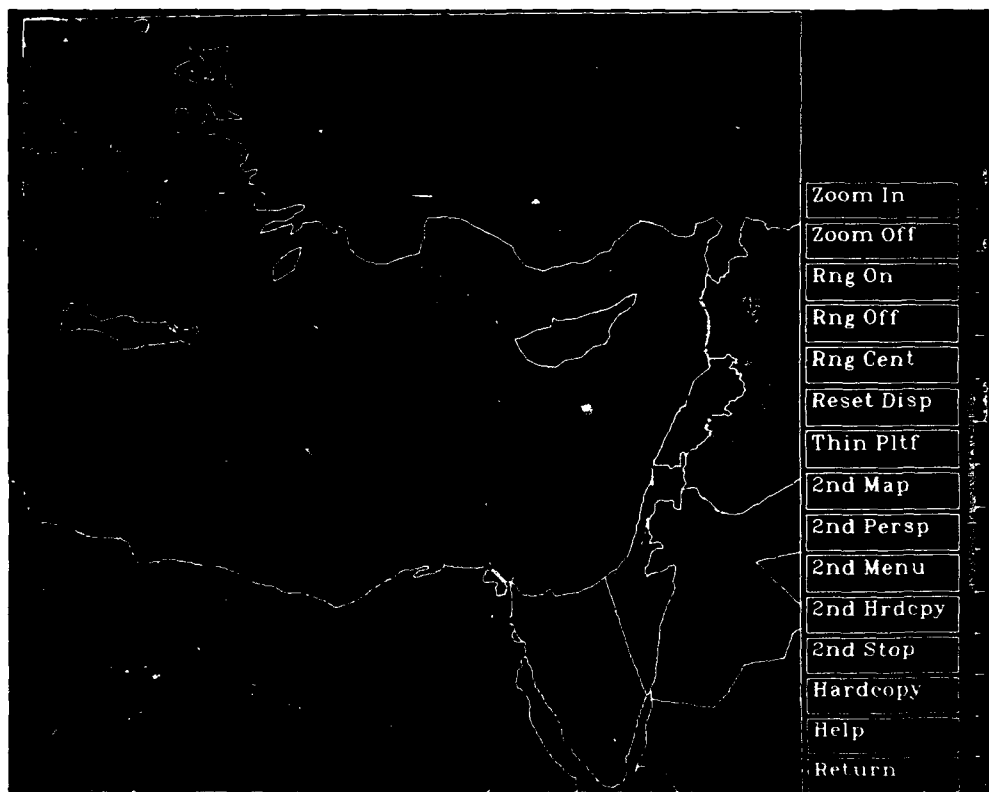 Zoom In
Zoom Off
Rng On
Rng Off
Rng Cent
Reset Disp
Thin Pltf
2nd Map
2nd Persp
2nd Menu
2nd Hrdcpy
2nd Stop
Hardcopy
Help
Return